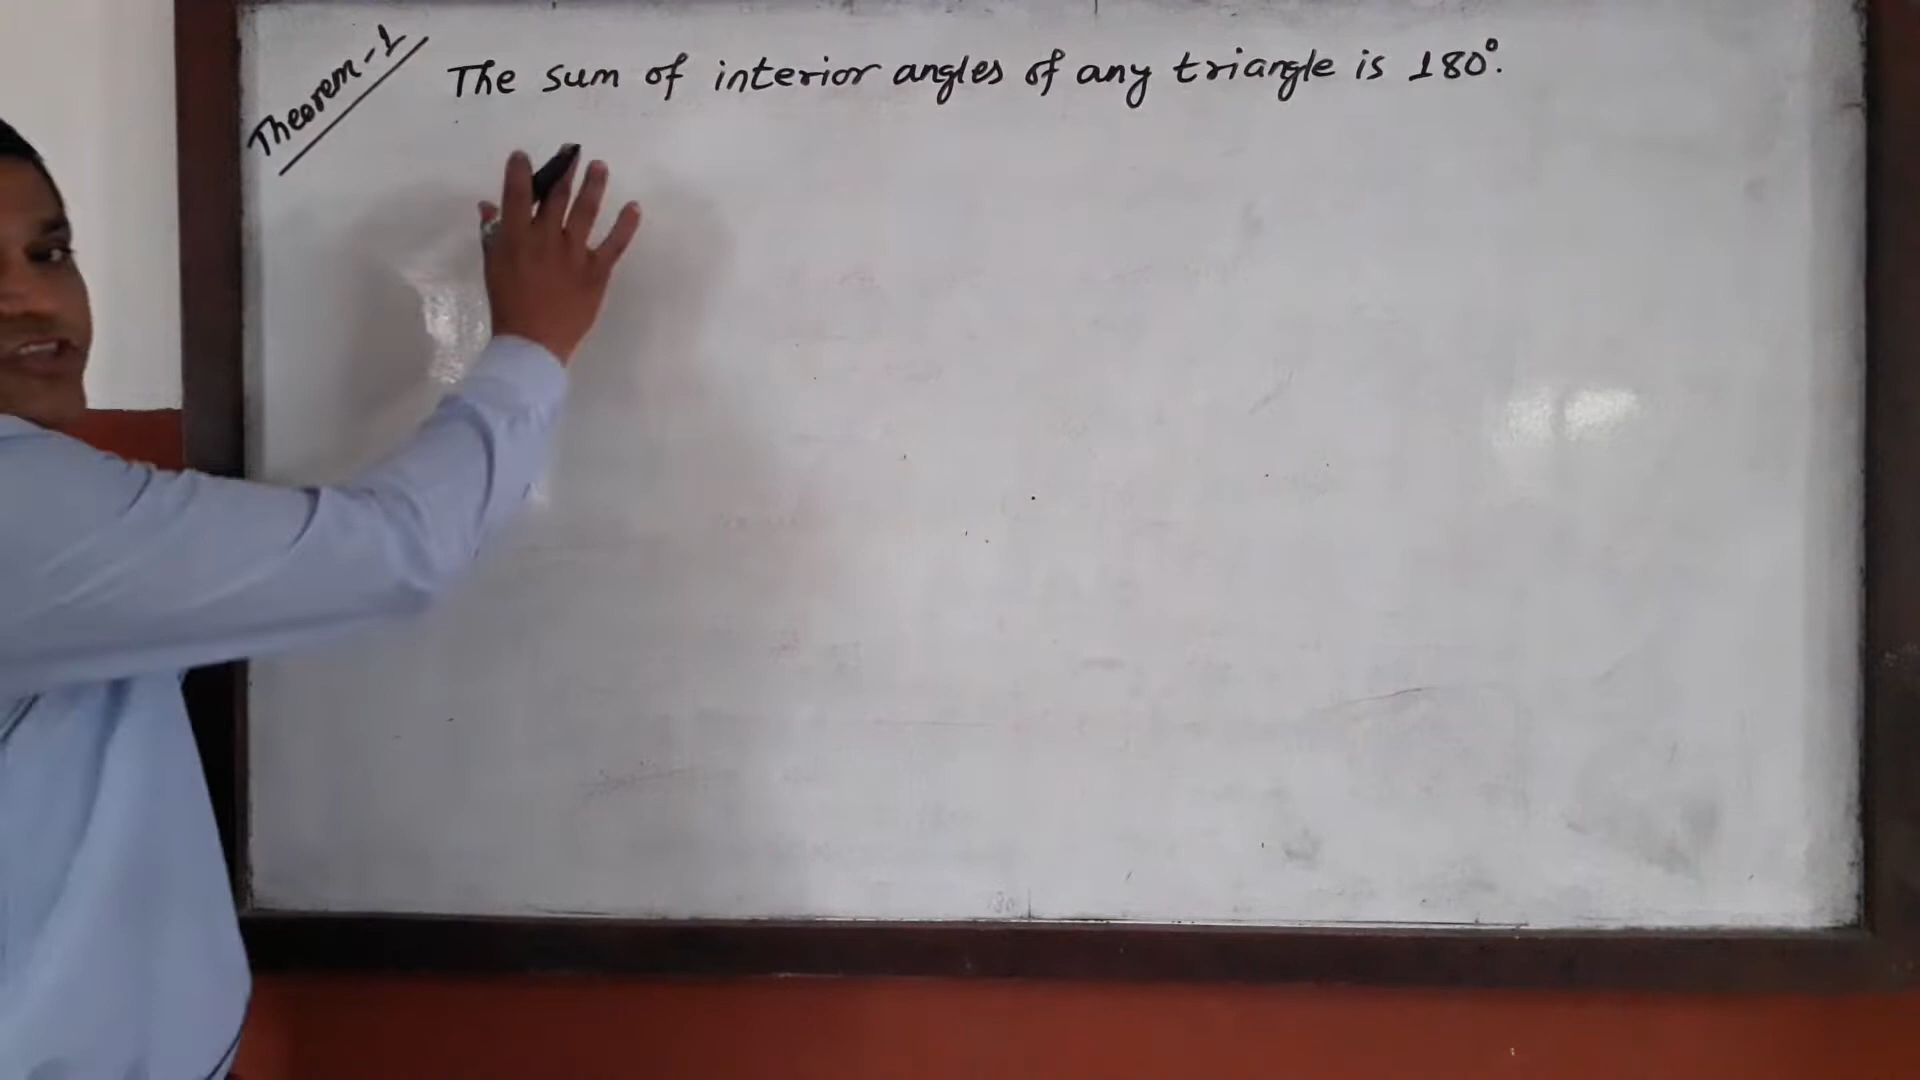 Theorem-1
The sum of interior angles of any triangle is 180°.